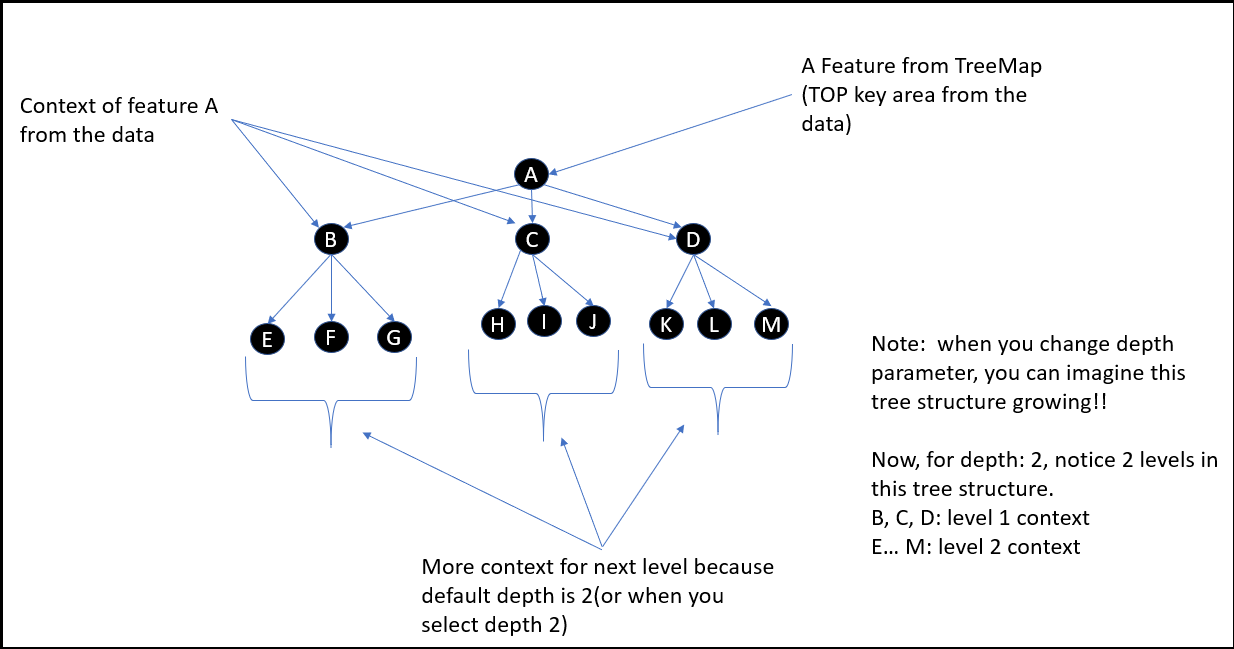 A Feature from TreeMap
(TOP key area from the
data)
Context of feature A
from the data
A
B
C
D
E
F
G
H
I
J
K
L
M
Note:  when you change depth
parameter, you can imagine this
tree structure growing!!
Now, for depth: 2, notice 2 levels in
this tree structure.
B, C, D: level 1 context
E... M: level 2 context
More context for next level because
default depth is 2(or when you
select depth 2)